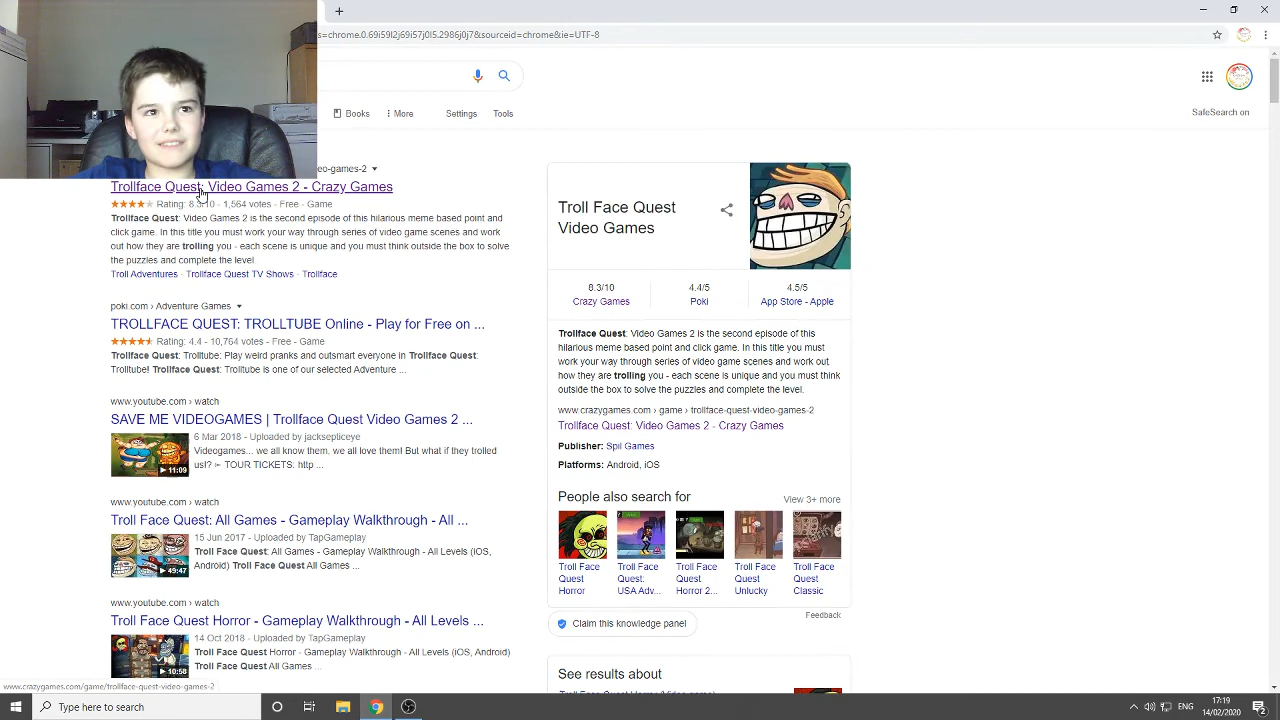 s=chrome.0.69i59l2j69i57j0l5.2986j0j7&sourceid=chrome&ie=UTF-8
Books
More
Settings
Tools
SafeSearch on
eo-games-2
Trollface Quest: Video Games 2 - Crazy Games
Rating: 8.3/10 - 1,564 votes - Free - Game
Trollface Quest: Video Games 2 is the second episode of this hilarious meme based point and
click game. In this title you must work your way through series of video game scenes and work
out how they are trolling you - each scene is unique and you must think outside the box to solve
the puzzles and complete the level.
Troll Adventures · Trollface Quest TV Shows · Trollface
poki.com › Adventure Games
TROLLFACE QUEST: TROLLTUBE Online - Play for Free on ...
Rating: 4.4 - 10,764 votes - Free - Game
Trollface Quest: Trolltube: Play weird pranks and outsmart everyone in Trollface Quest:
Trolltube! Trollface Quest: Trolltube is one of our selected Adventure ...
www.youtube.com › watch
SAVE ME VIDEOGAMES | Trollface Quest Video Games 2 ...
6 Mar 2018 - Uploaded by jacksepticeye
Videogames... we all know them, we all love them! But what if they trolled
us!? ➢ TOUR TICKETS: http ...
11:09
www.youtube.com › watch
Troll Face Quest: All Games - Gameplay Walkthrough - All ...
15 Jun 2017 - Uploaded by TapGameplay
Troll Face Quest: All Games - Gameplay Walkthrough - All Levels (iOS,
Android) Troll Face Quest All Games ...
49:47
www.youtube.com › watch
Troll Face Quest Horror - Gameplay Walkthrough - All Levels ...
14 Oct 2018 - Uploaded by TapGameplay
Troll Face Quest Horror - Gameplay Walkthrough - All Levels (iOS, Android)
Troll Face Quest All Games ...
10:58
www.crazygames.com/game/trollface-quest-video-games-2
Troll Face Quest
Video Games
8.3/10
Crazy Games
4.4/5
Poki
4.5/5
App Store - Apple
Trollface Quest: Video Games 2 is the second episode of this
hilarious meme based point and click game. In this title you must
work your way through series of video game scenes and work out
how they are trolling you - each scene is unique and you must think
outside the box to solve the puzzles and complete the level.
www.crazygames.com › game › trollface-quest-video-games-2
Trollface Quest: Video Games 2 - Crazy Games
Publisher: Spil Games
Platforms: Android, iOS
People also search for
View 3+ more
Troll Face
Quest
Horror
Troll Face
Quest:
USA Adv...
Troll Face
Quest
Horror 2...
Troll Face
Quest
Unlucky
Troll Face
Quest
Classic
Feedback
Claim this knowledge panel
See results about
Type here to search
ENG
17:19
14/02/2020
2